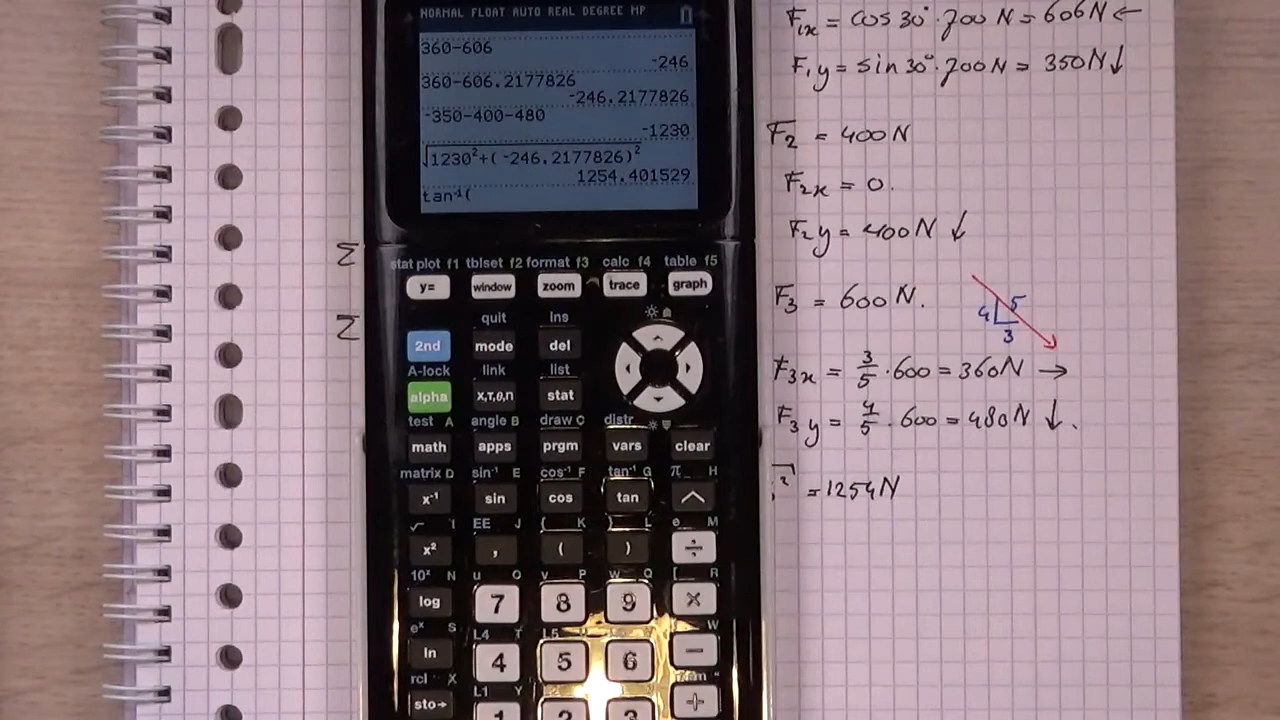 NORMAL FLOAT AUTO REAL DEGREE MP
360-606
-246
360-606.2177826
-246.2177826
-350-400-480
-1230
√1230²+(-246.2177826)²
1254.401529
tan⁻¹(
stat plot f1 tblset f2 format f3 calc f4 table f5
y= window zoom trace graph
quit ins
2nd mode del
A-lock link list
alpha x,T,θ,n stat
test A angle B draw C distr
math apps prgm vars clear
matrix D sin⁻¹ E cos⁻¹ F tan⁻¹ G π H
x⁻¹ sin cos tan ^
√ I EE J { K } L e M
x² , ( ) ÷
10ˣ N u O v P w Q [ R
log 7 8 9 ×
eˣ S L4 T L5 W
ln 4 5 6 −
rcl X L1 Y mem "
sto→ 1 2 3 +
Σ
Σ
F₁x = cos 30° · 700 N = 606 N ←
F₁y = sin 30° · 700 N = 350 N ↓
F₂ = 400 N
F₂x = 0.
F₂y = 400 N ↓
F₃ = 600 N.
5
4
3
F₃x = 3/5 · 600 = 360 N →
F₃y = 4/5 · 600 = 480 N ↓.
= 1254 N